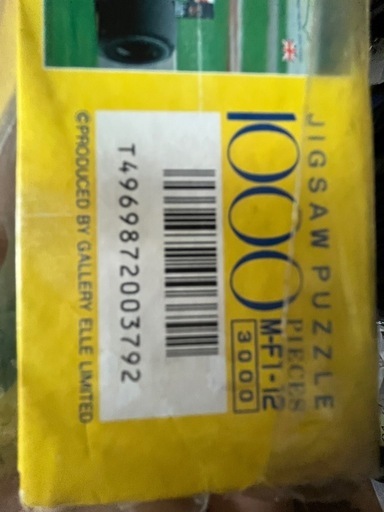 JIGSAW PUZZLE
1000 PIECES
M-F1-12
3000
T4969872003792
©PRODUCED BY GALLERY ELLE LIMITED